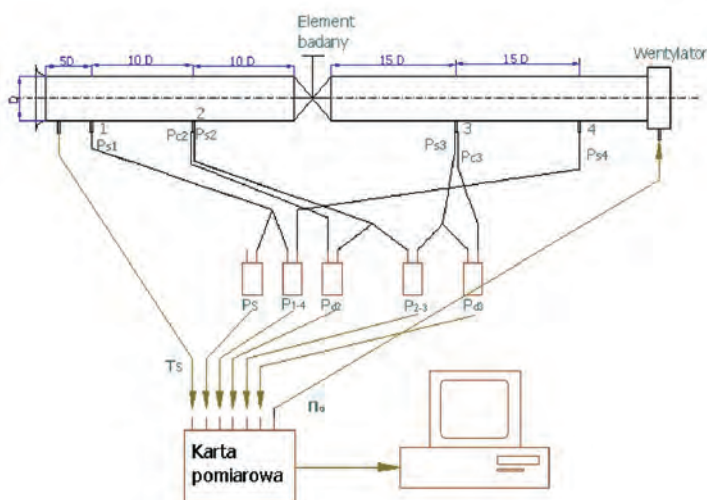 Element
badany
Wentylator
5D
10 D
10 D
15 D
15 D
D
1
2
3
4
Ps1
Pc2
Ps2
Ps3
Pc3
Ps4
PS
P1-4
Pd2
P2-3
Pd3
Ts
Karta
pomiarowa